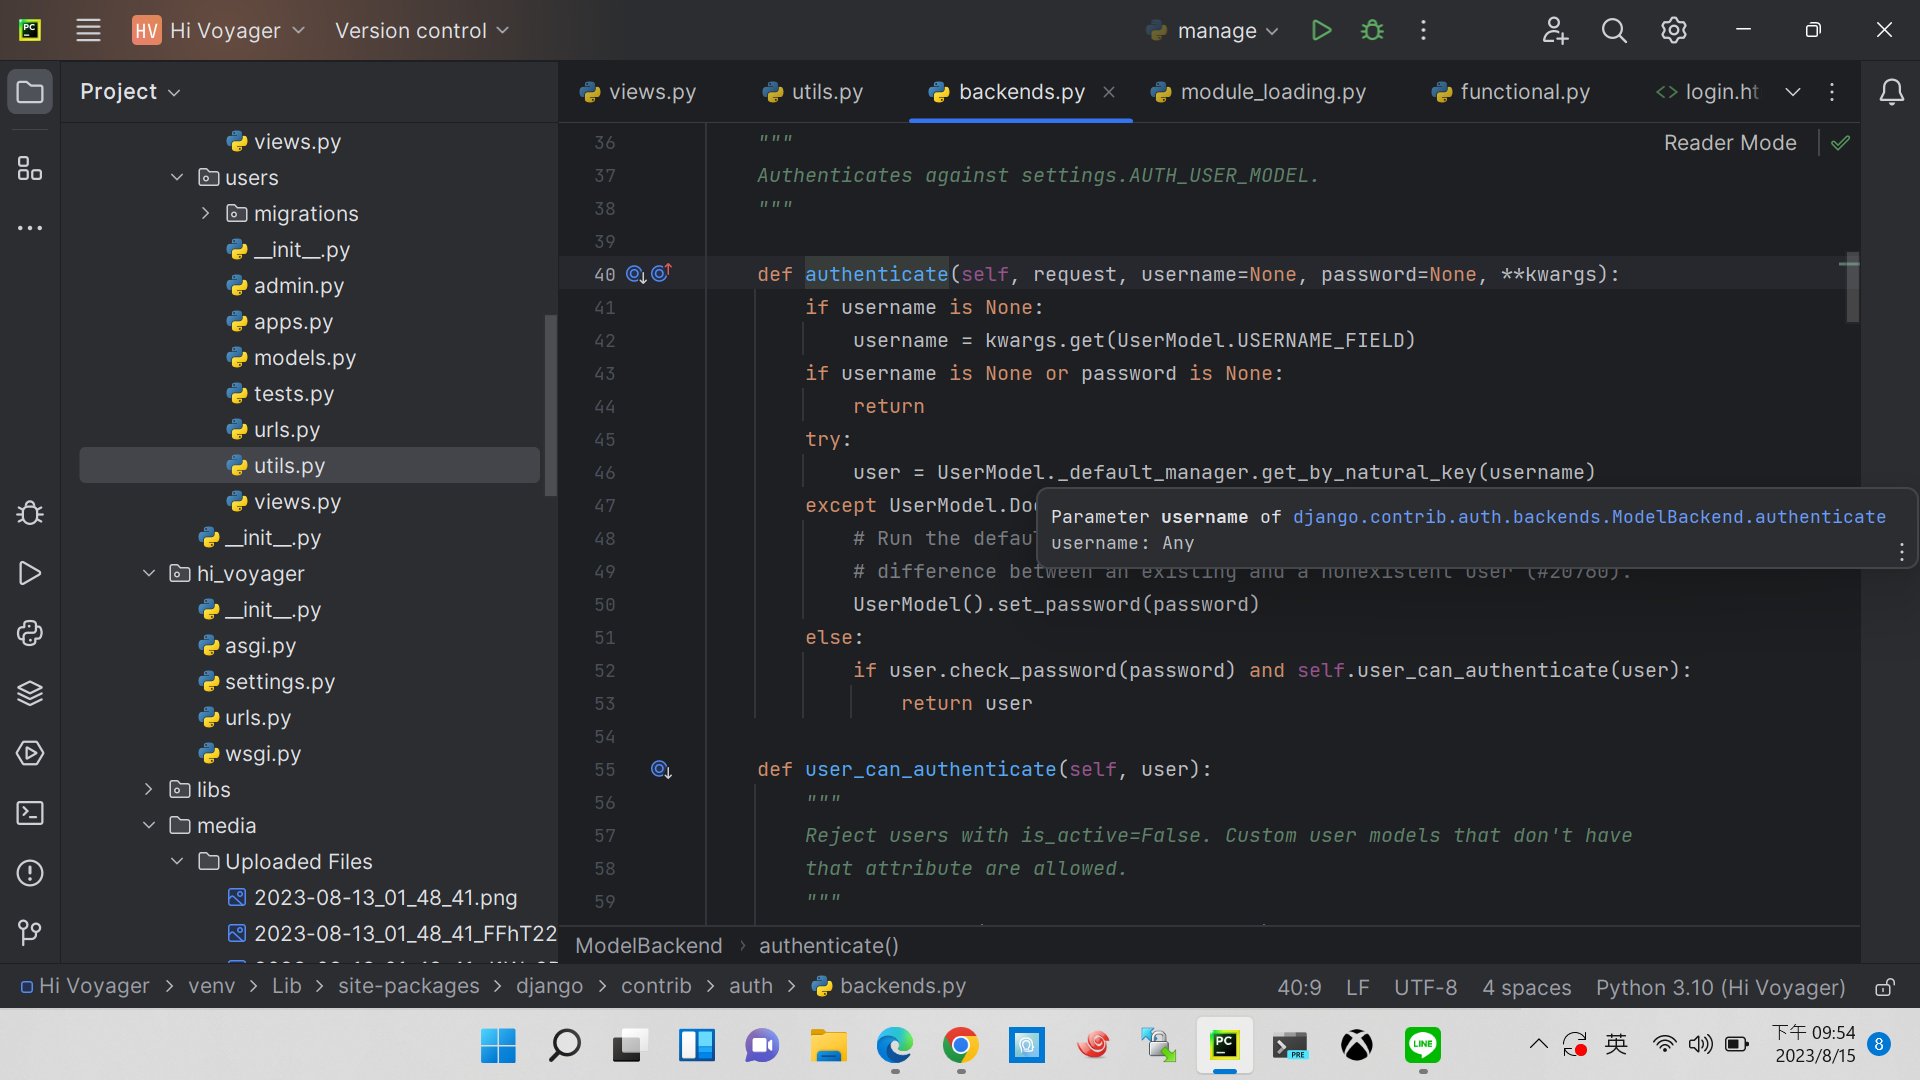 PC
HV Hi Voyager
Version control
manage
Project
views.py
utils.py
backends.py
module_loading.py
functional.py
<> login.ht
views.py
users
migrations
__init__.py
admin.py
apps.py
models.py
tests.py
urls.py
utils.py
views.py
__init__.py
hi_voyager
__init__.py
asgi.py
settings.py
urls.py
wsgi.py
libs
media
Uploaded Files
2023-08-13_01_48_41.png
2023-08-13_01_48_41_FFhT22
Reader Mode
36 """
37 Authenticates against settings.AUTH_USER_MODEL.
38 """
39
40 def authenticate(self, request, username=None, password=None, **kwargs):
41 if username is None:
42 username = kwargs.get(UserModel.USERNAME_FIELD)
43 if username is None or password is None:
44 return
45 try:
46 user = UserModel._default_manager.get_by_natural_key(username)
47 except UserModel.Doe
48 # Run the defau
49 # difference between an existing and a nonexistent user (#20760).
50 UserModel().set_password(password)
51 else:
52 if user.check_password(password) and self.user_can_authenticate(user):
53 return user
54
55 def user_can_authenticate(self, user):
56 """
57 Reject users with is_active=False. Custom user models that don't have
58 that attribute are allowed.
59 """
Parameter username of django.contrib.auth.backends.ModelBackend.authenticate
username: Any
ModelBackend › authenticate()
Hi Voyager › venv › Lib › site-packages › django › contrib › auth › backends.py
40:9 LF UTF-8 4 spaces Python 3.10 (Hi Voyager)
PC
PRE
LINE
英
下午 09:54
2023/8/15
8